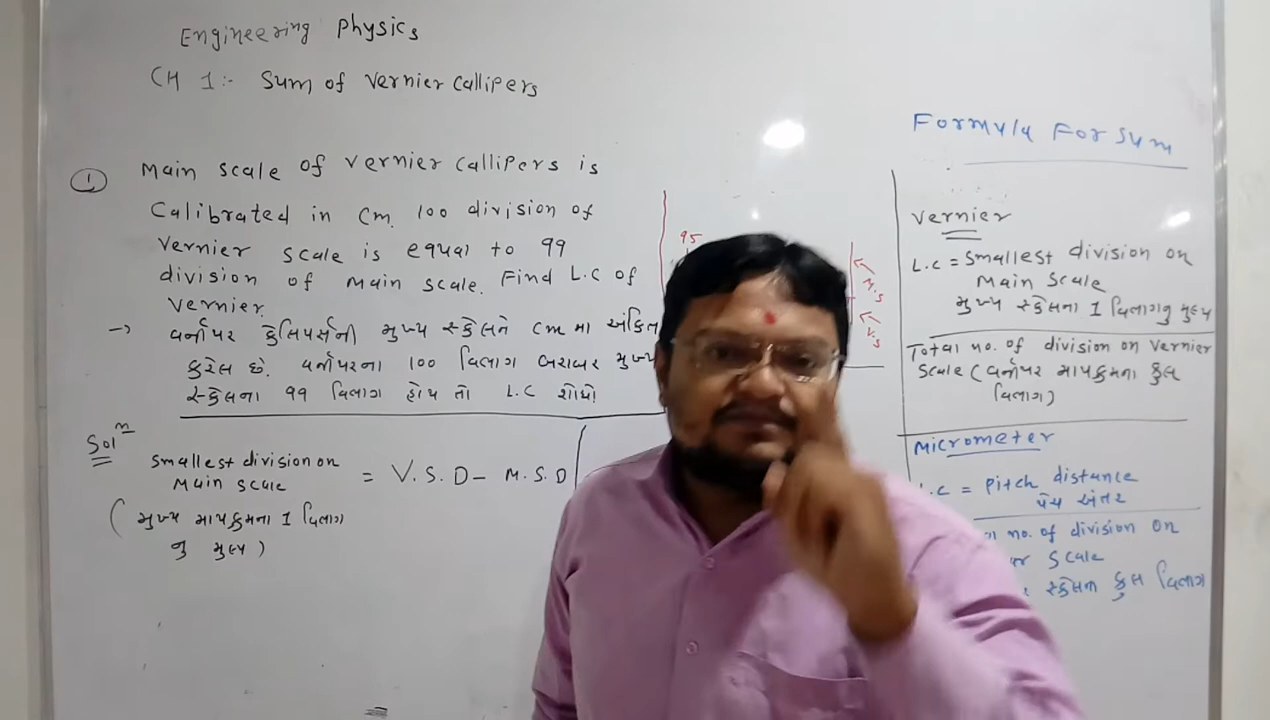 Engineering Physics
CH 1:- Sum of Vernier Callipers
1 Main scale of Vernier Callipers is
Calibrated in Cm. 100 division of
Vernier scale is equal to 99
division of Main scale. Find L.C of
Vernier.
→ વર્નીયર કેલિપર્સની મુખ્ય સ્કેલને cm મા અંકિત
કરેલ છે. વર્નીયરના 100 વિભાગ બરાબર મુખ્ય
સ્કેલના 99 વિભાગ હોય તો L.C શોધો
Solⁿ
Smallest division on
Main scale = V.S.D - M.S.D
(મુખ્ય માપક્રમના 1 વિભાગ
નુ મુલ્ય)
95
M.S
V.S
Formula For Sum
Vernier
L.C = Smallest division on
Main Scale
મુખ્ય સ્કેલના 1 વિભાગનુ મુલ્ય
Total no. of division on Vernier
Scale (વર્નીયર માપક્રમના કુલ
વિભાગ)
Micrometer
.C = Pitch distance
પેચ અંતર
no. of division on
Scale
સ્કેલના કુલ વિભાગ